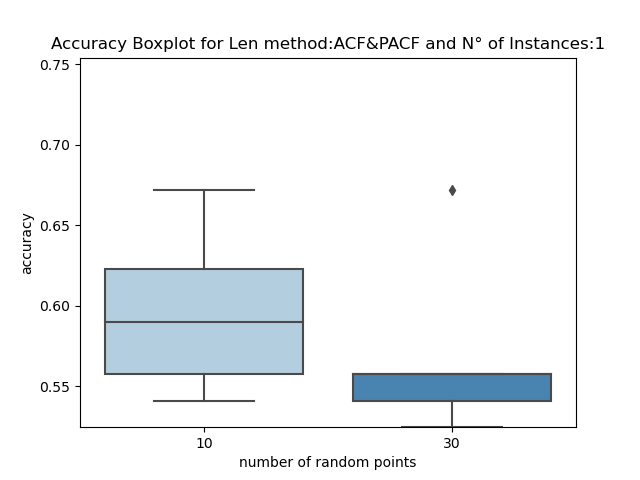 Accuracy Boxplot for Len method:ACF&PACF and N° of Instances:1
0.75
0.70
0.65
0.60
0.55
accuracy
10
30
number of random points